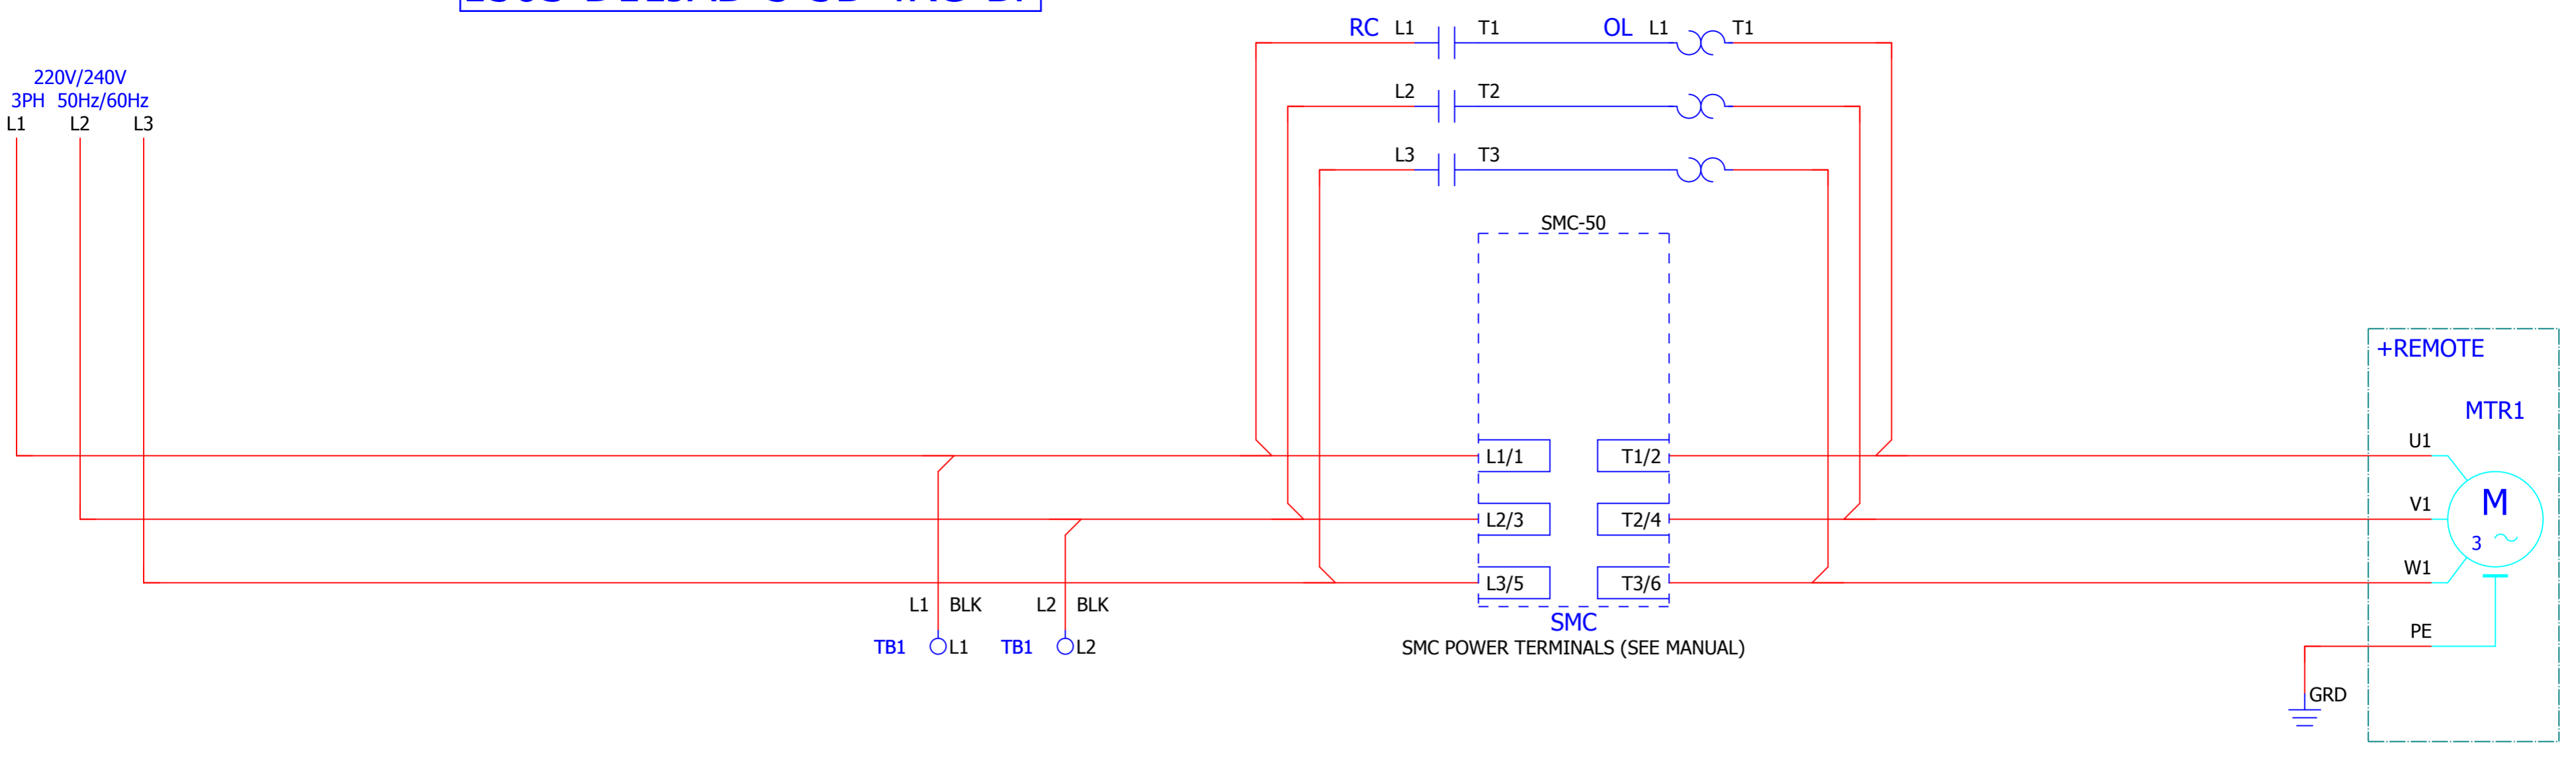 RC L1 T1 OL L1 T1
220V/240V
3PH 50Hz/60Hz
L1 L2 L3
L2 T2
L3 T3
SMC-50
+REMOTE
MTR1
U1
L1/1 T1/2
V1
M
3
L2/3 T2/4
W1
L3/5 T3/6
L1 BLK L2 BLK
SMC
PE
TB1 L1 TB1 L2
SMC POWER TERMINALS (SEE MANUAL)
GRD